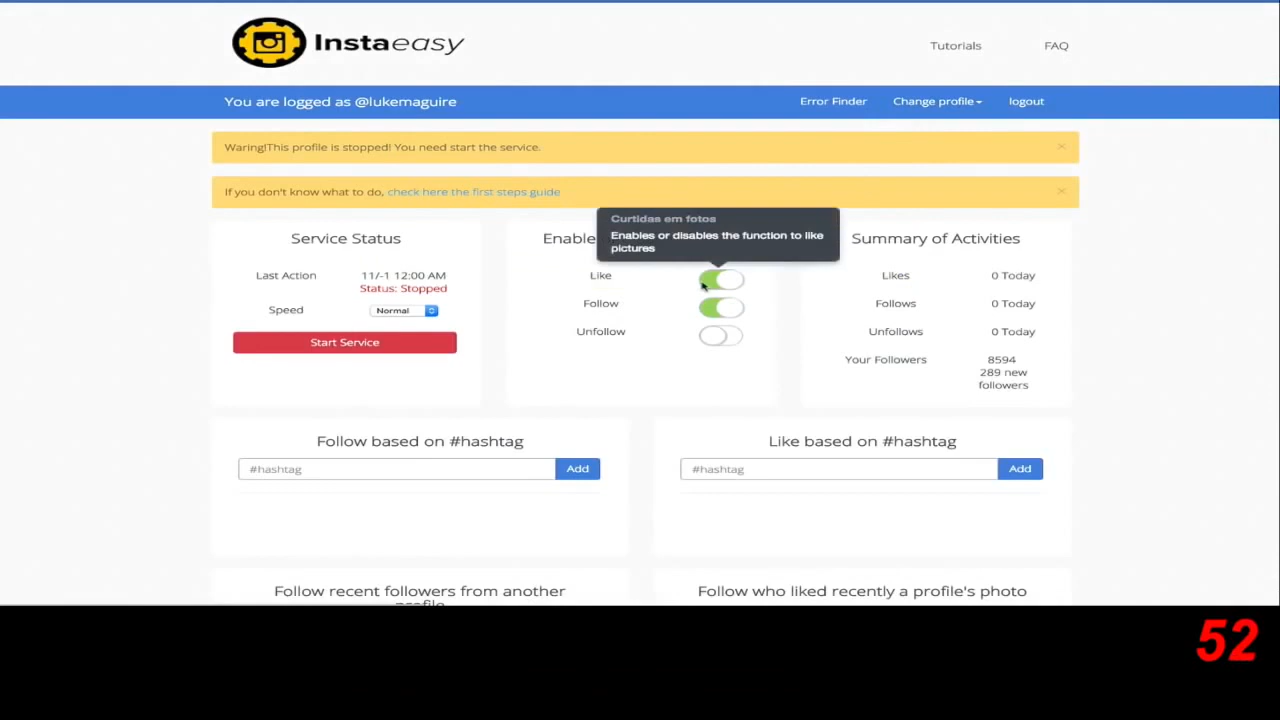 Instaeasy
Tutorials
FAQ
You are logged as @lukemaguire
Error Finder
Change profile
logout
Waring!This profile is stopped! You need start the service.
×
If you don't know what to do, check here the first steps guide
×
Curtidas em fotos
Enables or disables the function to like
pictures
Service Status
Last Action
11/-1 12:00 AM
Status: Stopped
Speed
Normal
Start Service
Enable
Like
Follow
Unfollow
Summary of Activities
Likes
0 Today
Follows
0 Today
Unfollows
0 Today
Your Followers
8594
289 new
followers
Follow based on #hashtag
#hashtag
Add
Like based on #hashtag
#hashtag
Add
Follow recent followers from another
profile
Follow who liked recently a profile's photo
52